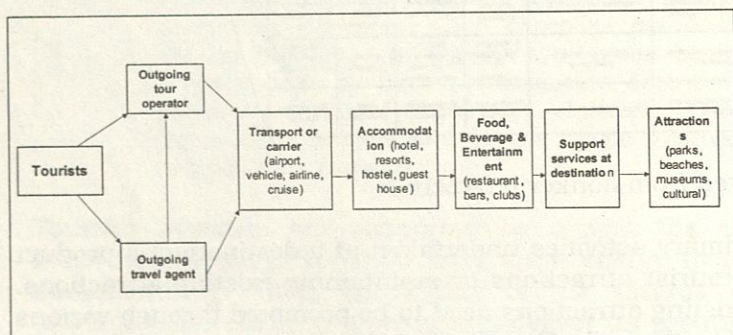 Tourists
Outgoing
tour
operator
Outgoing
travel agent
Transport or
carrier
(airport,
vehicle, airline,
cruise)
Accommodat
ion (hotel,
resorts,
hostel, guest
house)
Food,
Beverage &
Entertainm
ent
(restaurant,
bars, clubs)
Support
services at
destination
Attraction
s
(parks,
beaches,
museums,
cultural)